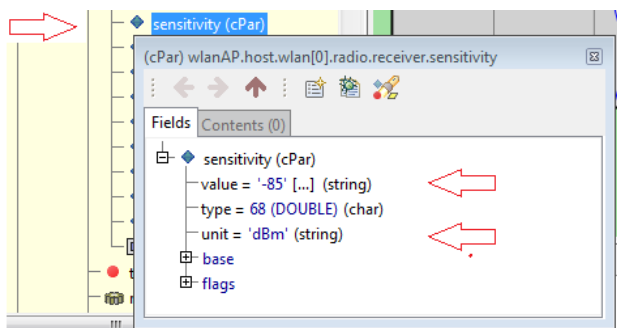 sensitivity (cPar)
(cPar) wlanAP.host.wlan[0].radio.receiver.sensitivity
Fields Contents (0)
sensitivity (cPar)
value = '-85' [...] (string)
type = 68 (DOUBLE) (char)
unit = 'dBm' (string)
base
flags